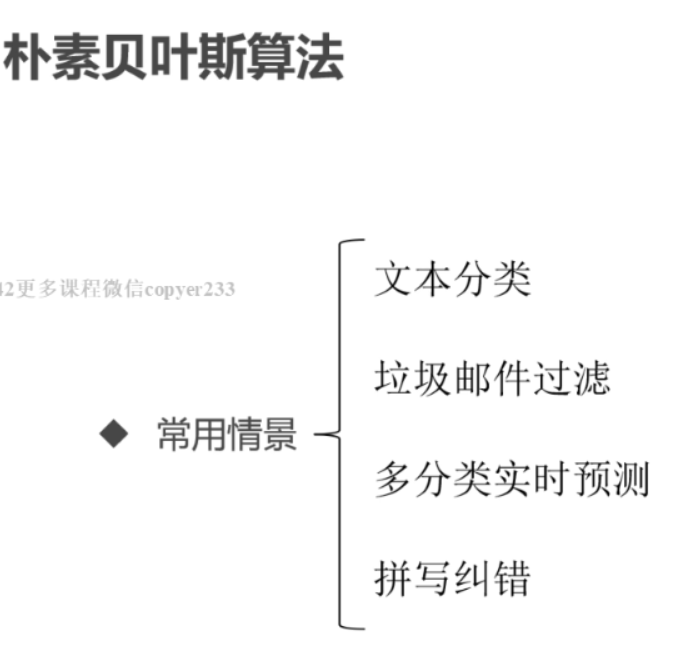 朴素贝叶斯算法
42更多课程微信copyer233
文本分类
垃圾邮件过滤
常用情景
多分类实时预测
拼写纠错